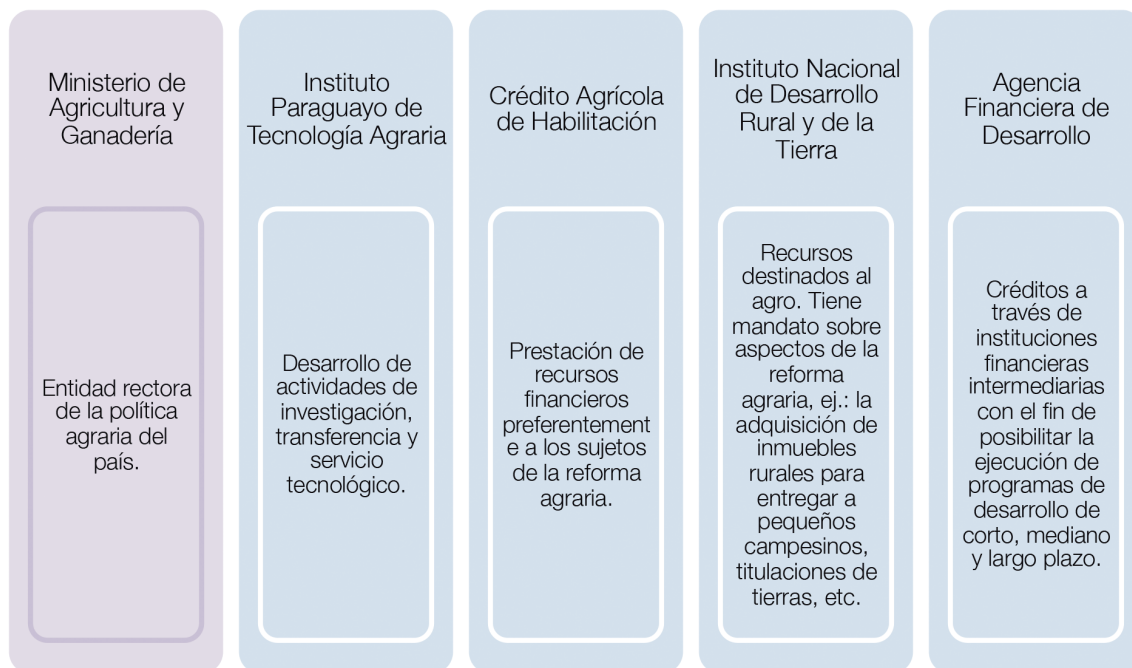 Ministerio de
Agricultura y
Ganadería
Entidad rectora
de la política
agraria del
país.
Instituto
Paraguayo de
Tecnología Agraria
Desarrollo de
actividades de
investigación,
transferencia y
servicio
tecnológico.
Crédito Agrícola
de Habilitación
Prestación de
recursos
financieros
preferentement
e a los sujetos
de la reforma
agraria.
Instituto Nacional
de Desarrollo
Rural y de la
Tierra
Recursos
destinados al
agro. Tiene
mandato sobre
aspectos de la
reforma
agraria, ej.: la
adquisición de
inmuebles
rurales para
entregar a
pequeños
campesinos,
titulaciones de
tierras, etc.
Agencia
Financiera de
Desarrollo
Créditos a
través de
instituciones
financieras
intermediarias
con el fin de
posibilitar la
ejecución de
programas de
desarrollo de
corto, mediano
y largo plazo.